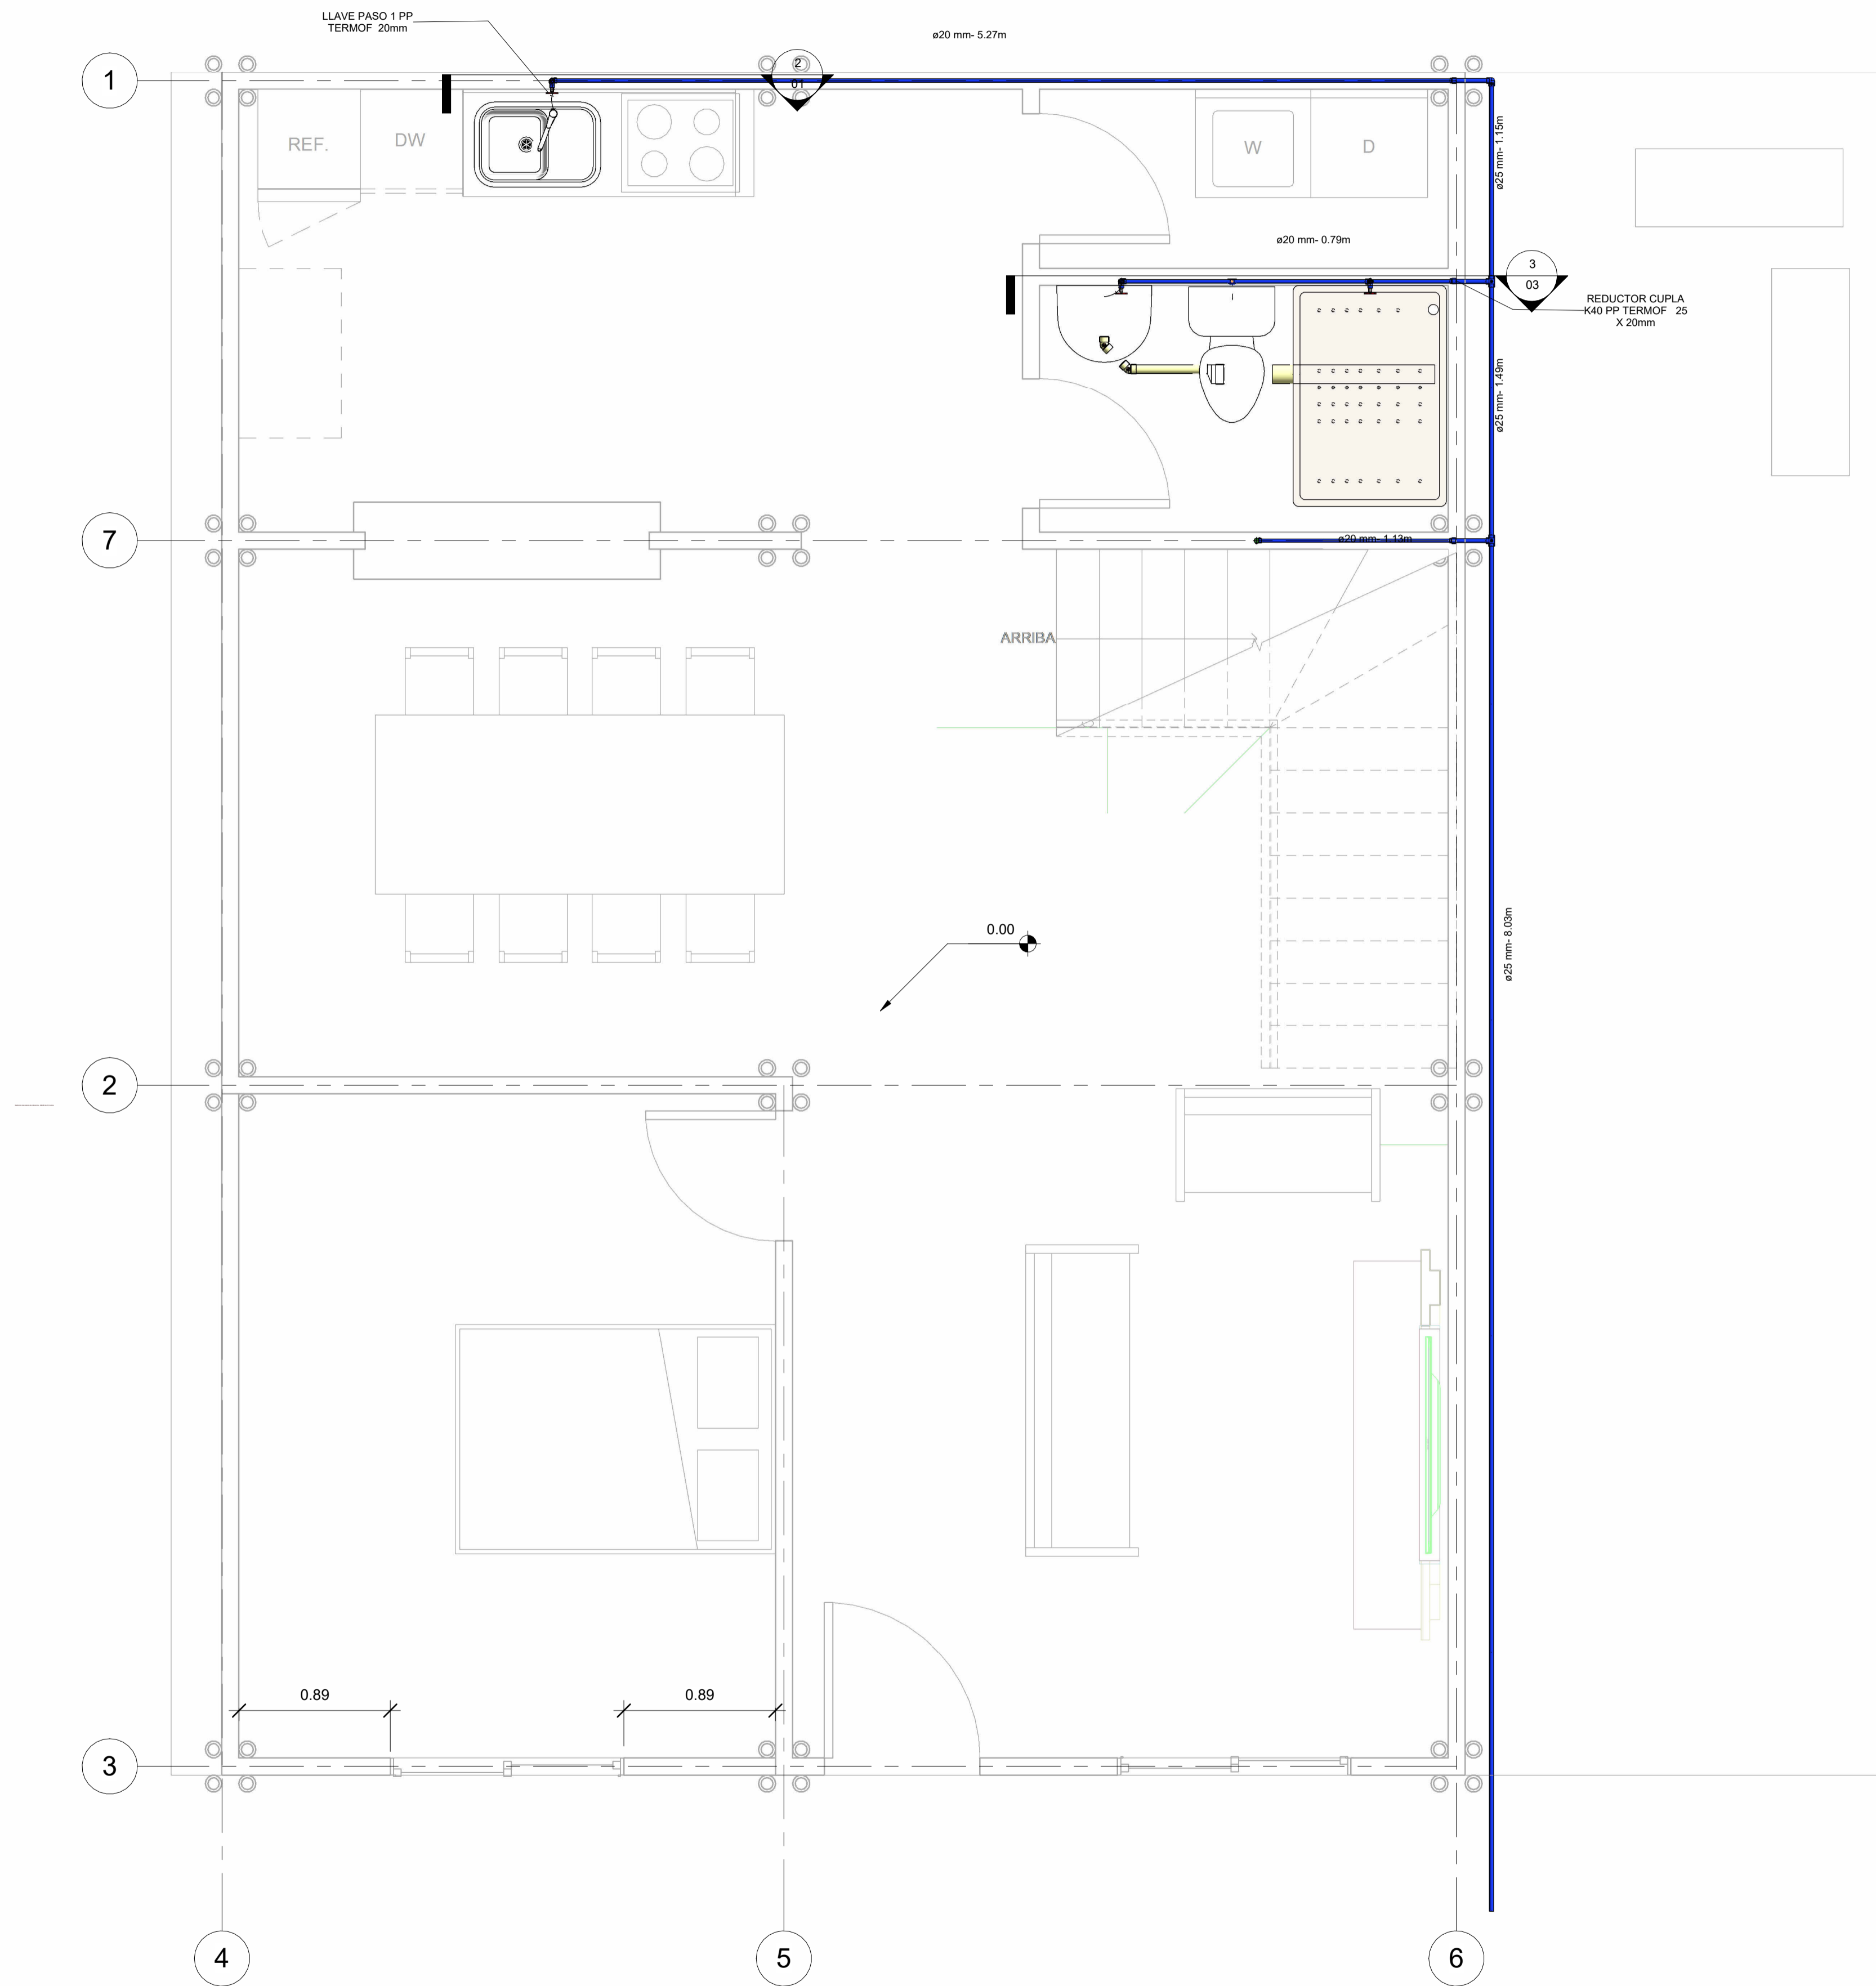 LLAVE PASO 1 PP
TERMOF 20mm
ø20 mm- 5.27m
1
2
01
REF.
DW
W
D
ø25 mm- 1.15m
ø20 mm- 0.79m
3
03
REDUCTOR CUPLA
K40 PP TERMOF 25
X 20mm
ø25 mm- 1.49m
7
ø20 mm- 1.13m
ARRIBA
0.00
ø25 mm- 8.03m
2
0.89
0.89
3
4
5
6